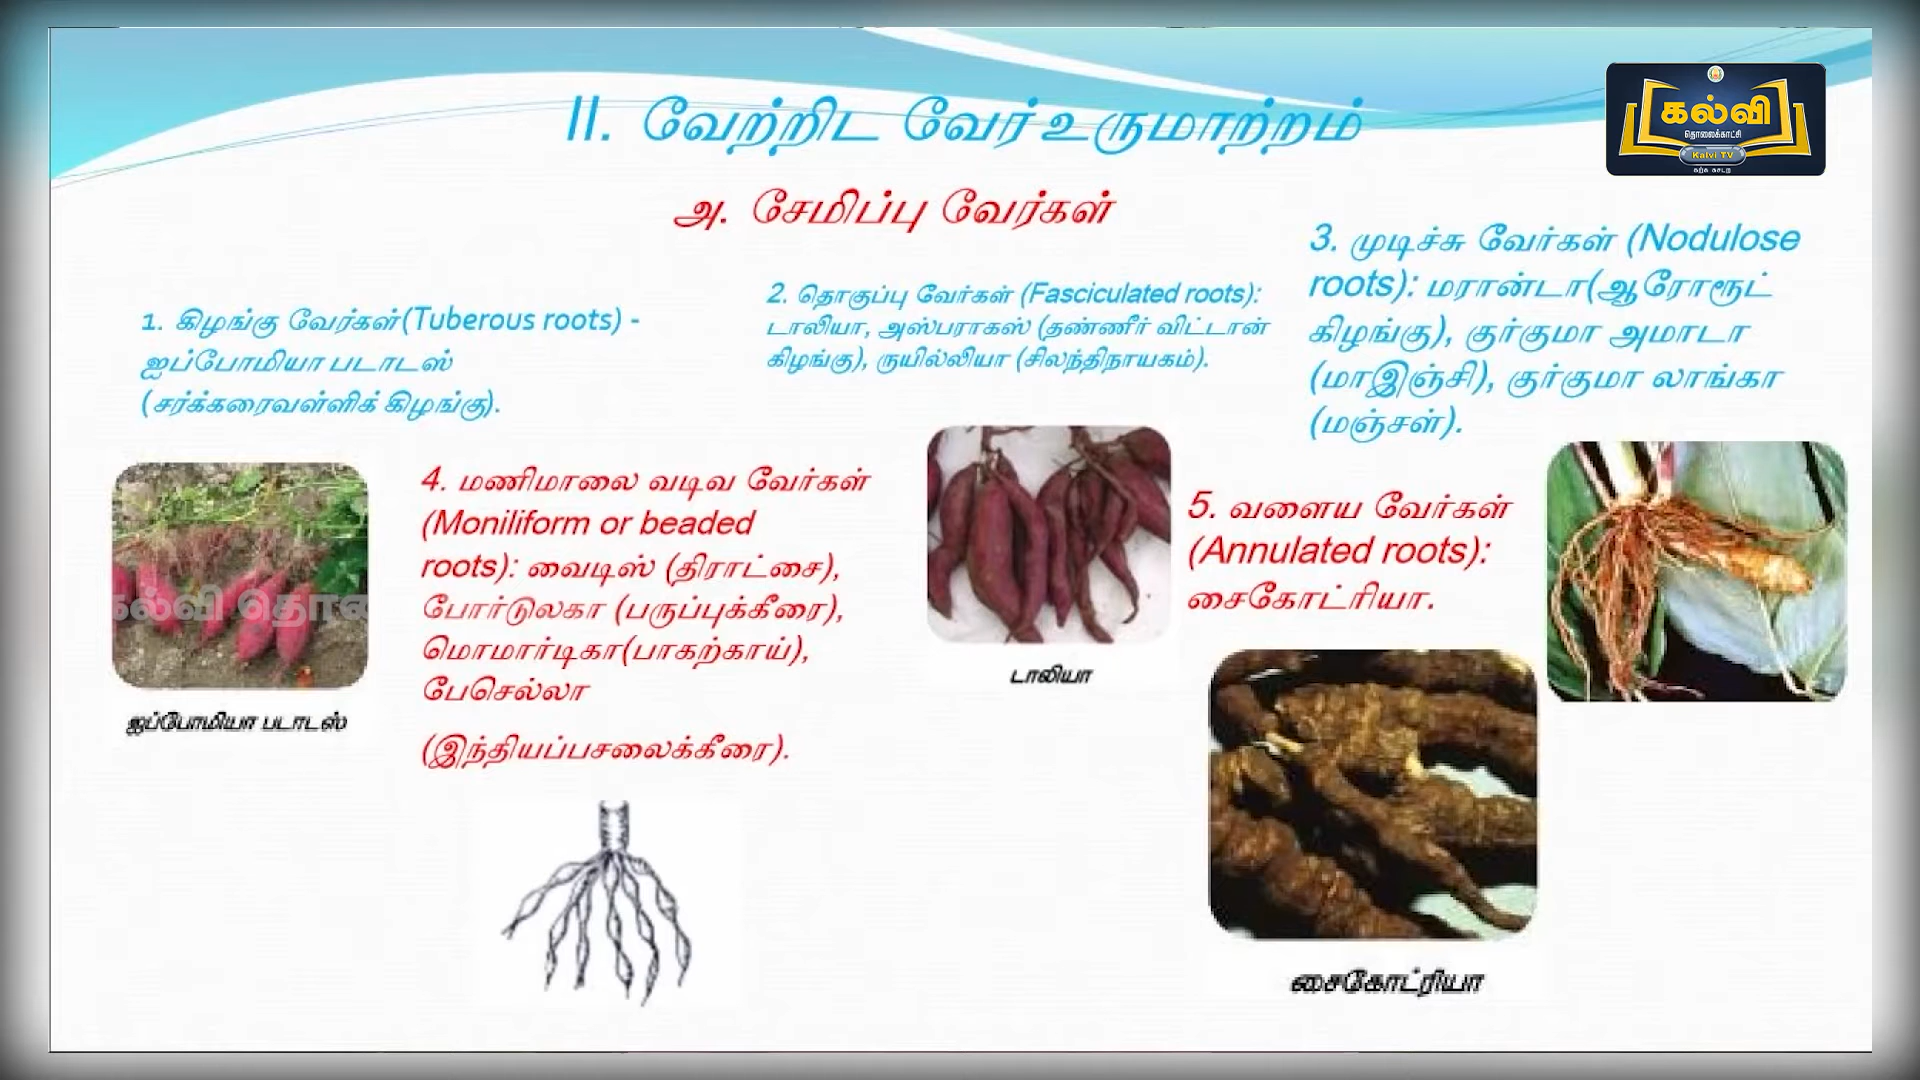 II. வேற்றிட வேர் உருமாற்றம்
கல்வி
தொலைக்காட்சி
Kalvi TV
கற்க கசடற
அ. சேமிப்பு வேர்கள்
1. கிழங்கு வேர்கள்(Tuberous roots) -
ஐப்போமியா படாடஸ்
(சர்க்கரைவள்ளிக் கிழங்கு).
2. தொகுப்பு வேர்கள் (Fasciculated roots):
டாலியா, அஸ்பராகஸ் (தண்ணீர் விட்டான்
கிழங்கு), ருயில்லியா (சிலந்திநாயகம்).
3. முடிச்சு வேர்கள் (Nodulose
roots): மரான்டா(ஆரோரூட்
கிழங்கு), குர்குமா அமாடா
(மாஇஞ்சி), குர்குமா லாங்கா
(மஞ்சள்).
ஐப்போமியா படாடஸ்
4. மணிமாலை வடிவ வேர்கள்
(Moniliform or beaded
roots): வைடிஸ் (திராட்சை),
போர்டுலகா (பருப்புக்கீரை),
மொமார்டிகா(பாகற்காய்),
பேசெல்லா
(இந்தியப்பசலைக்கீரை).
டாலியா
5. வளைய வேர்கள்
(Annulated roots):
சைகோட்ரியா.
சைகோட்ரியா